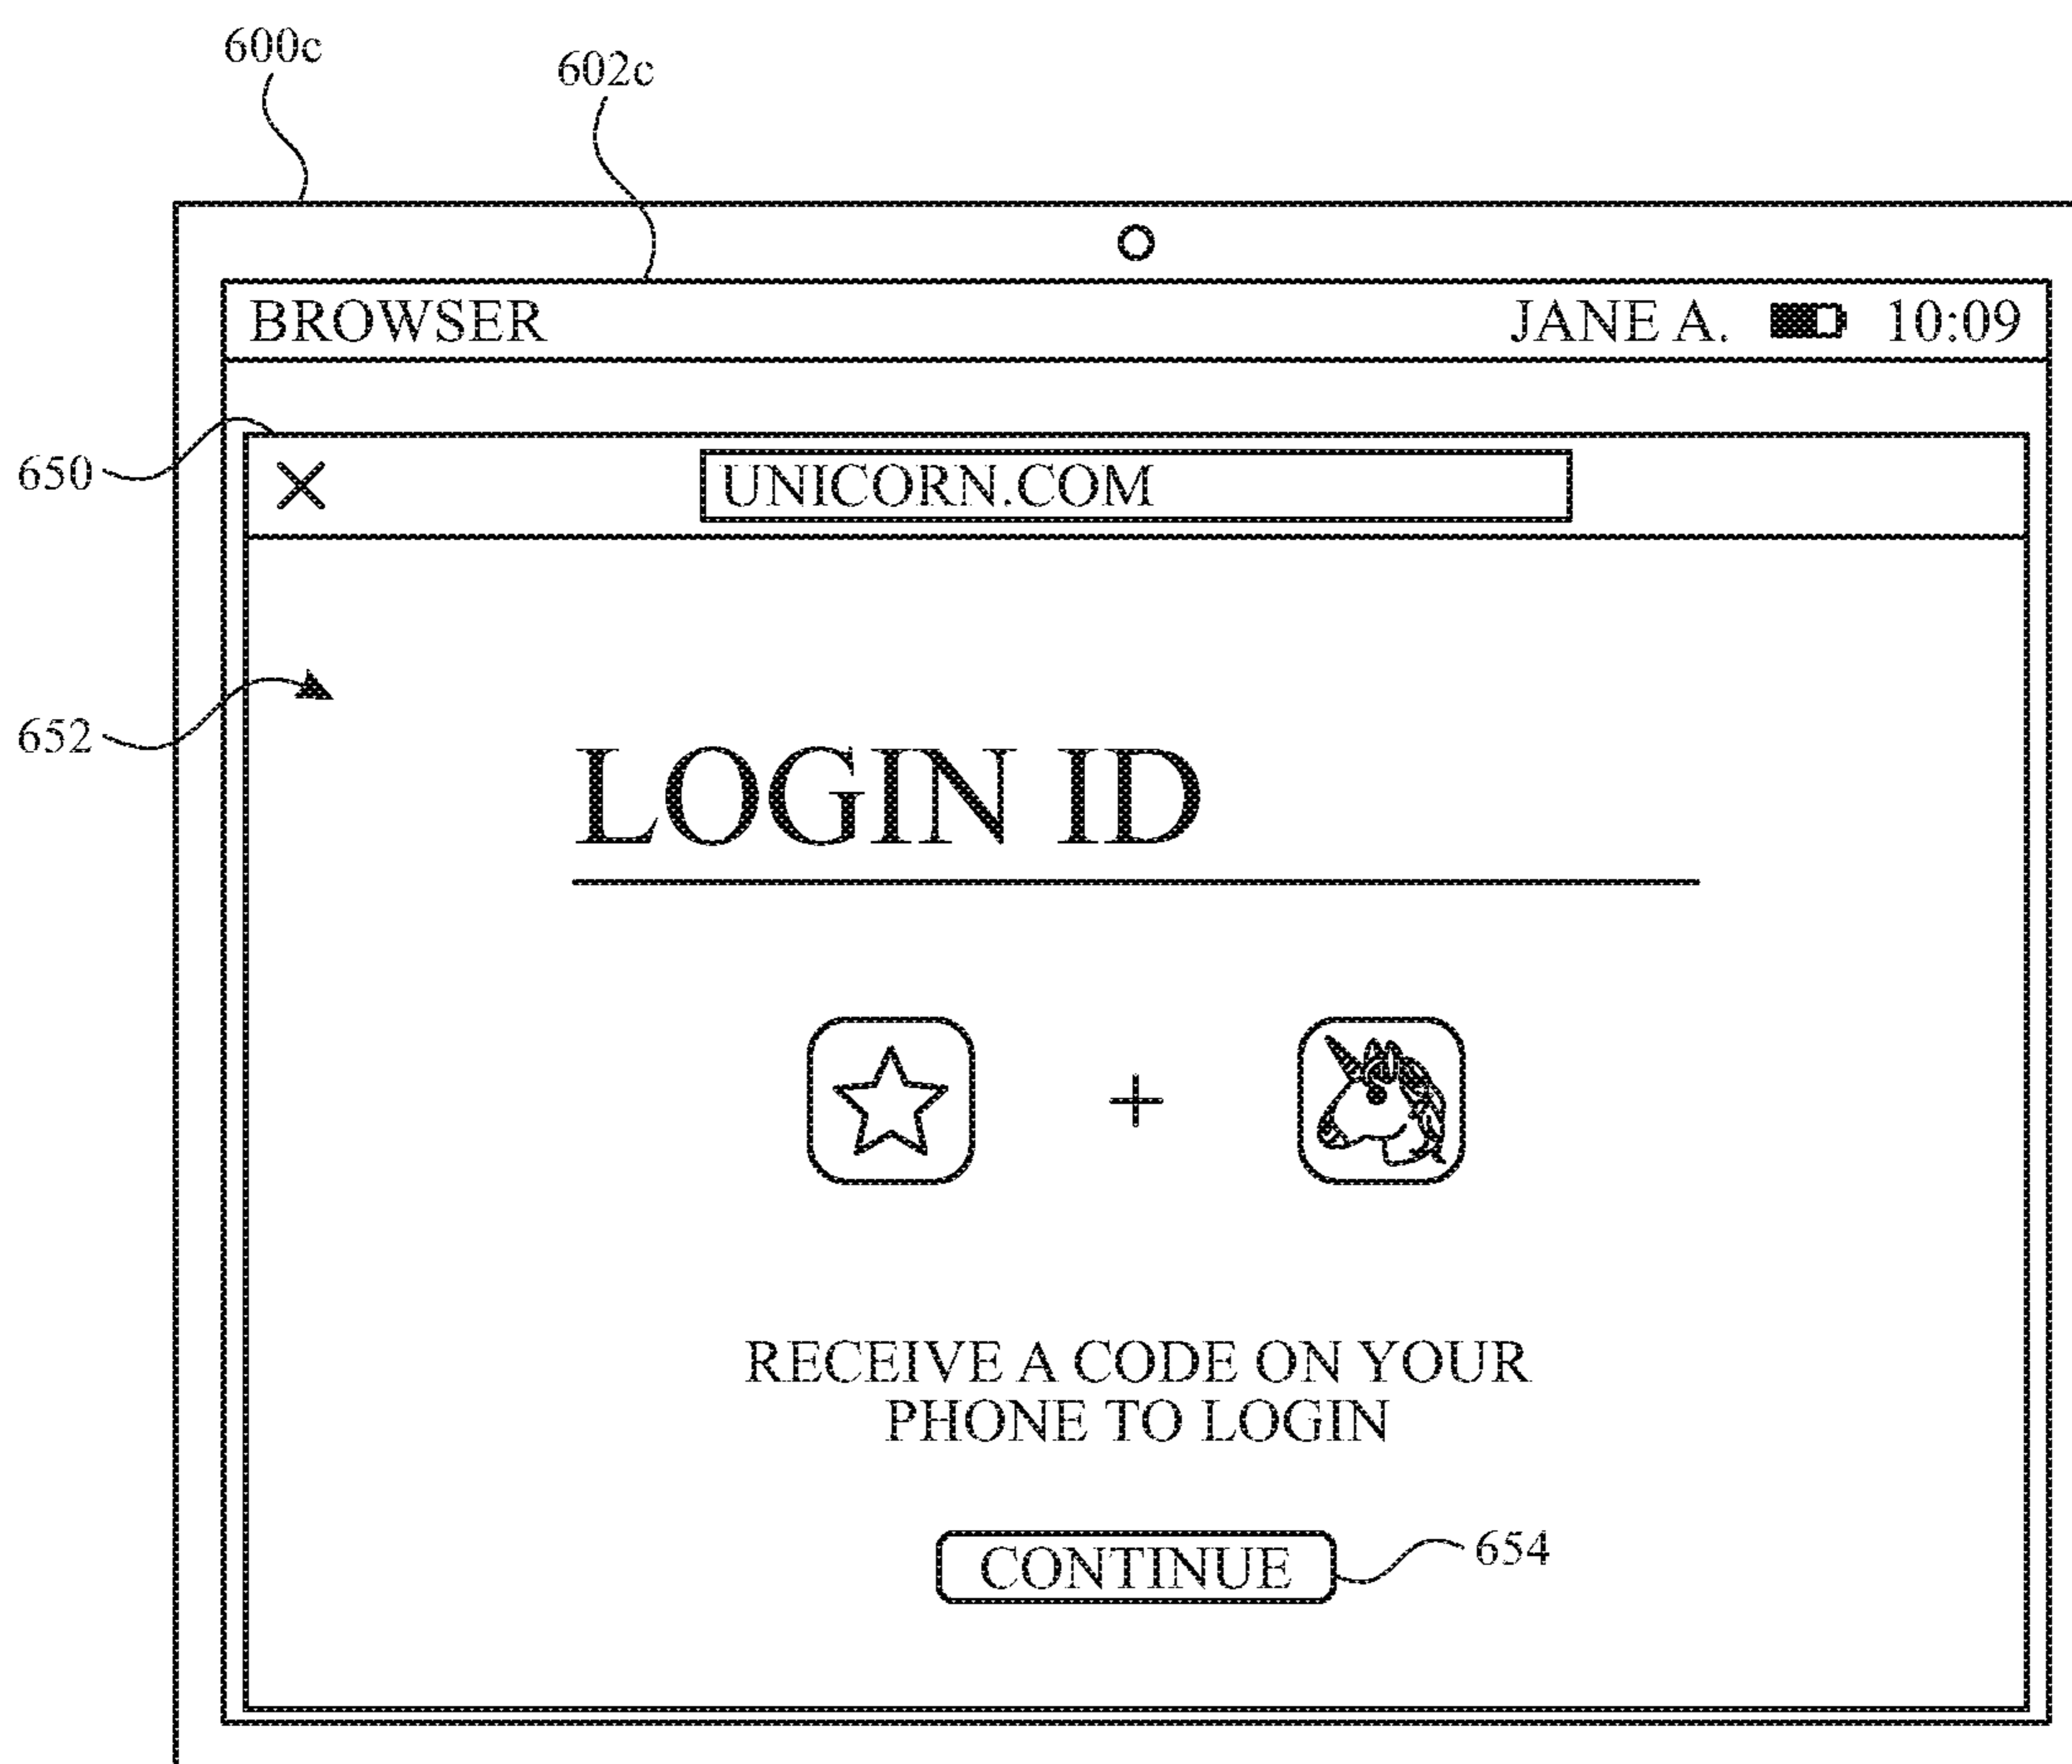 600c
602c
BROWSER JANE A. 10:09
650
UNICORN.COM
652
LOGIN ID
+
RECEIVE A CODE ON YOUR
PHONE TO LOGIN
CONTINUE
654